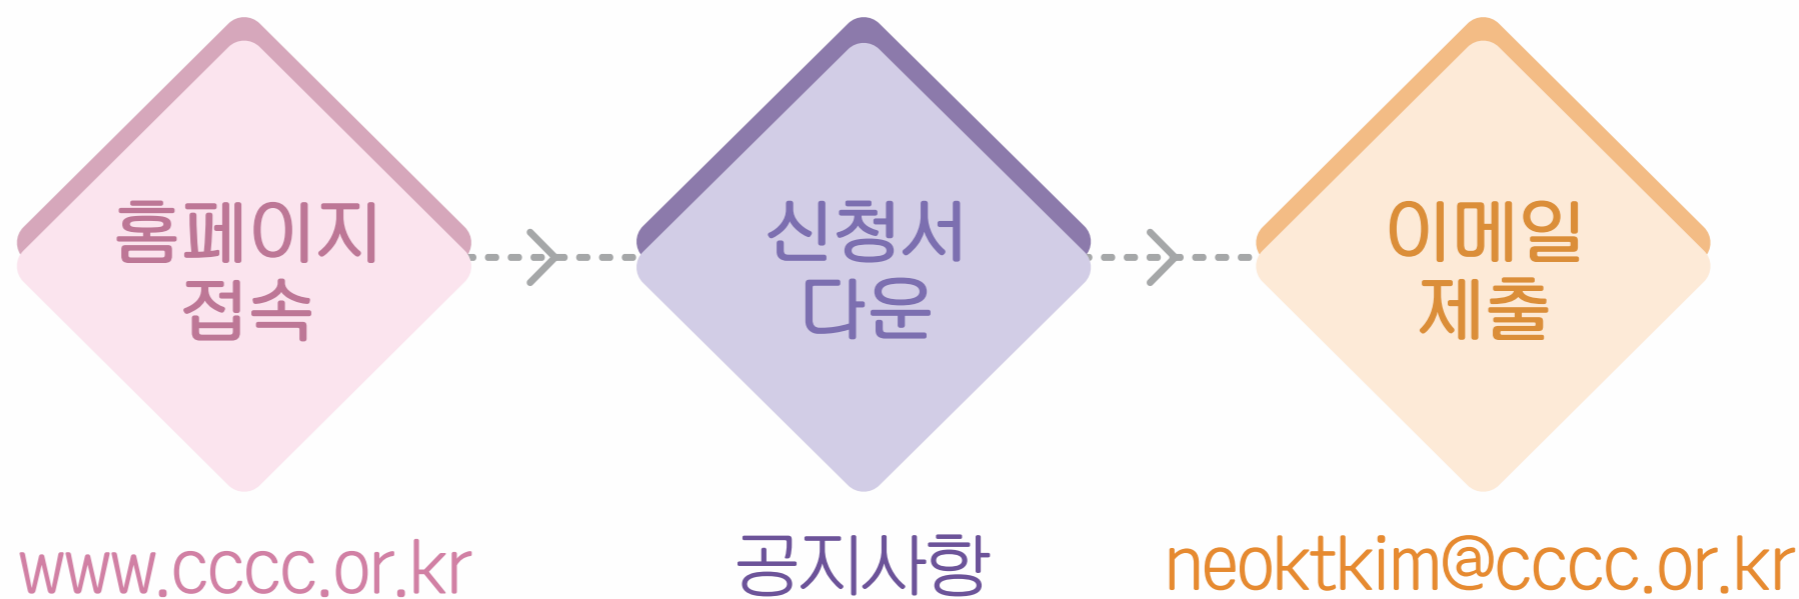 홈페이지
접속
신청서
다운
이메일
제출
www.cccc.or.kr
공지사항
neoktkim@cccc.or.kr